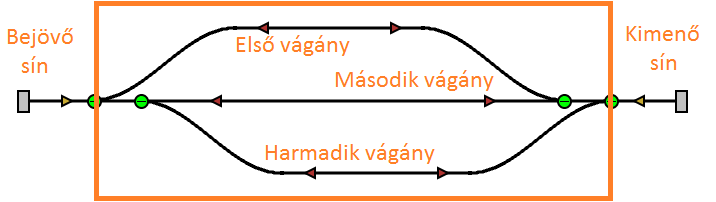 Bejövő
sín
Első vágány
Második vágány
Harmadik vágány
Kimenő
sín